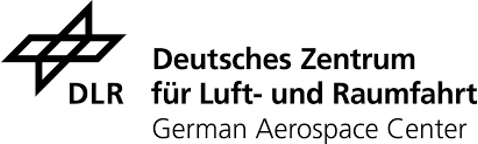 DLR
Deutsches Zentrum
für Luft- und Raumfahrt
German Aerospace Center